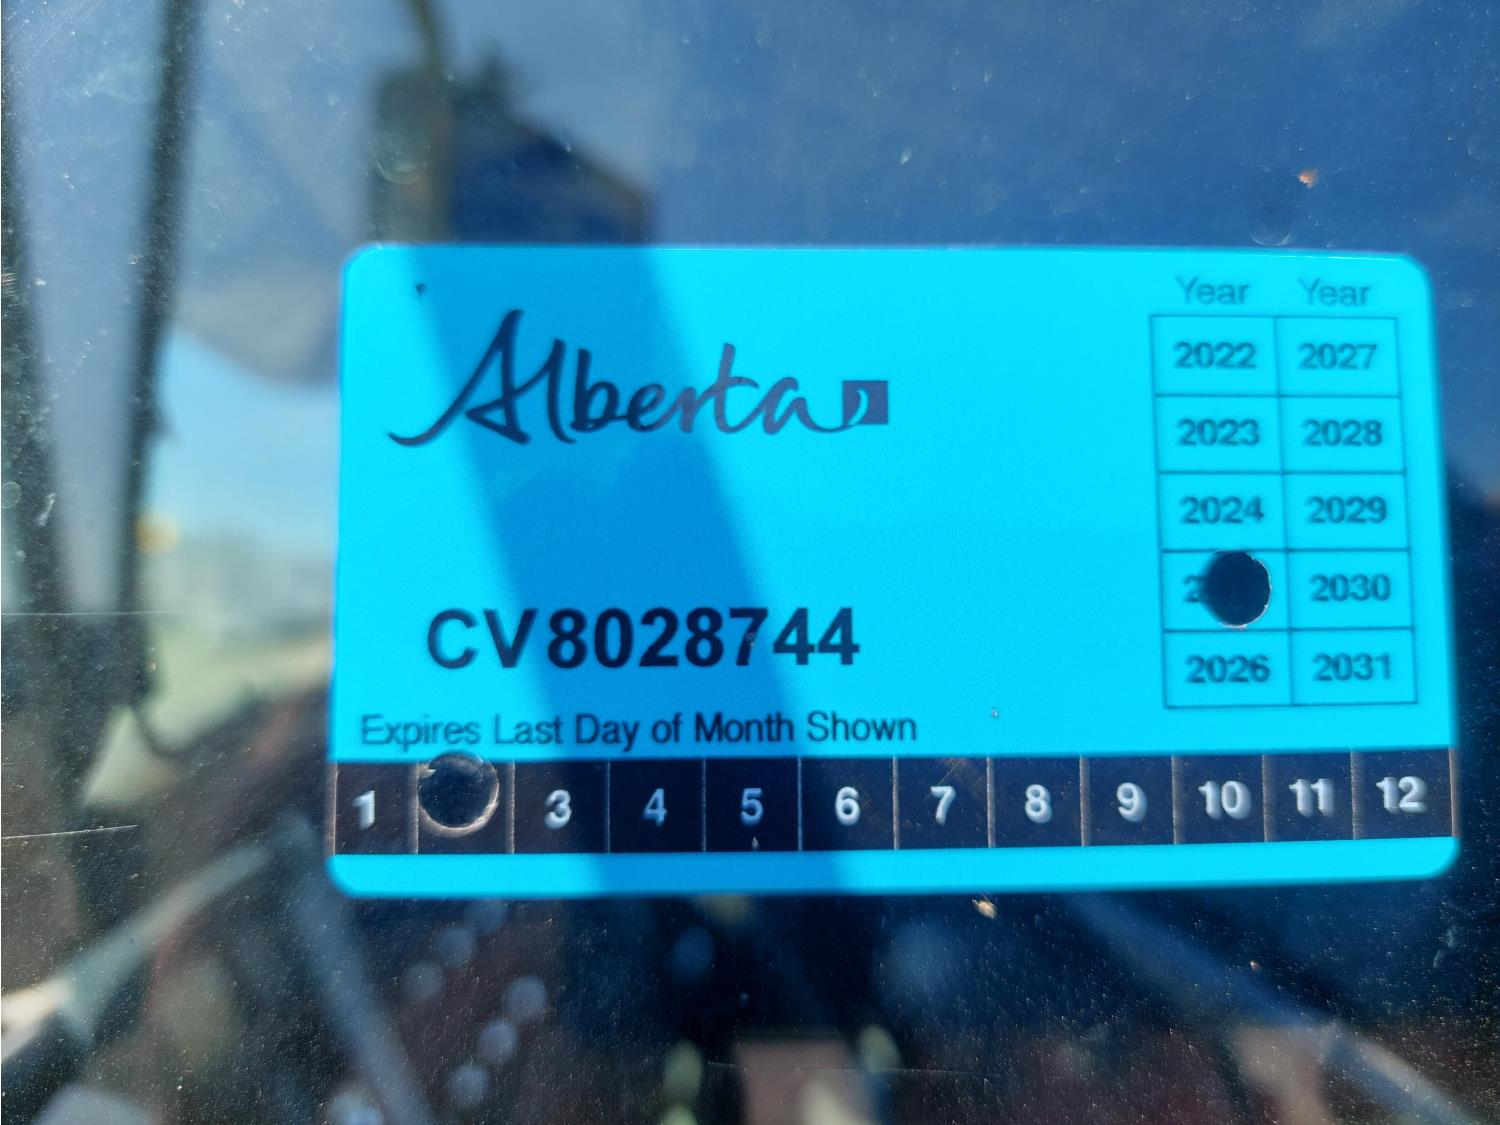 Alberta
Year Year
2022 2027
2023 2028
2024 2029
2030
2026 2031
CV8028744
Expires Last Day of Month Shown
1 3 4 5 6 7 8 9 10 11 12